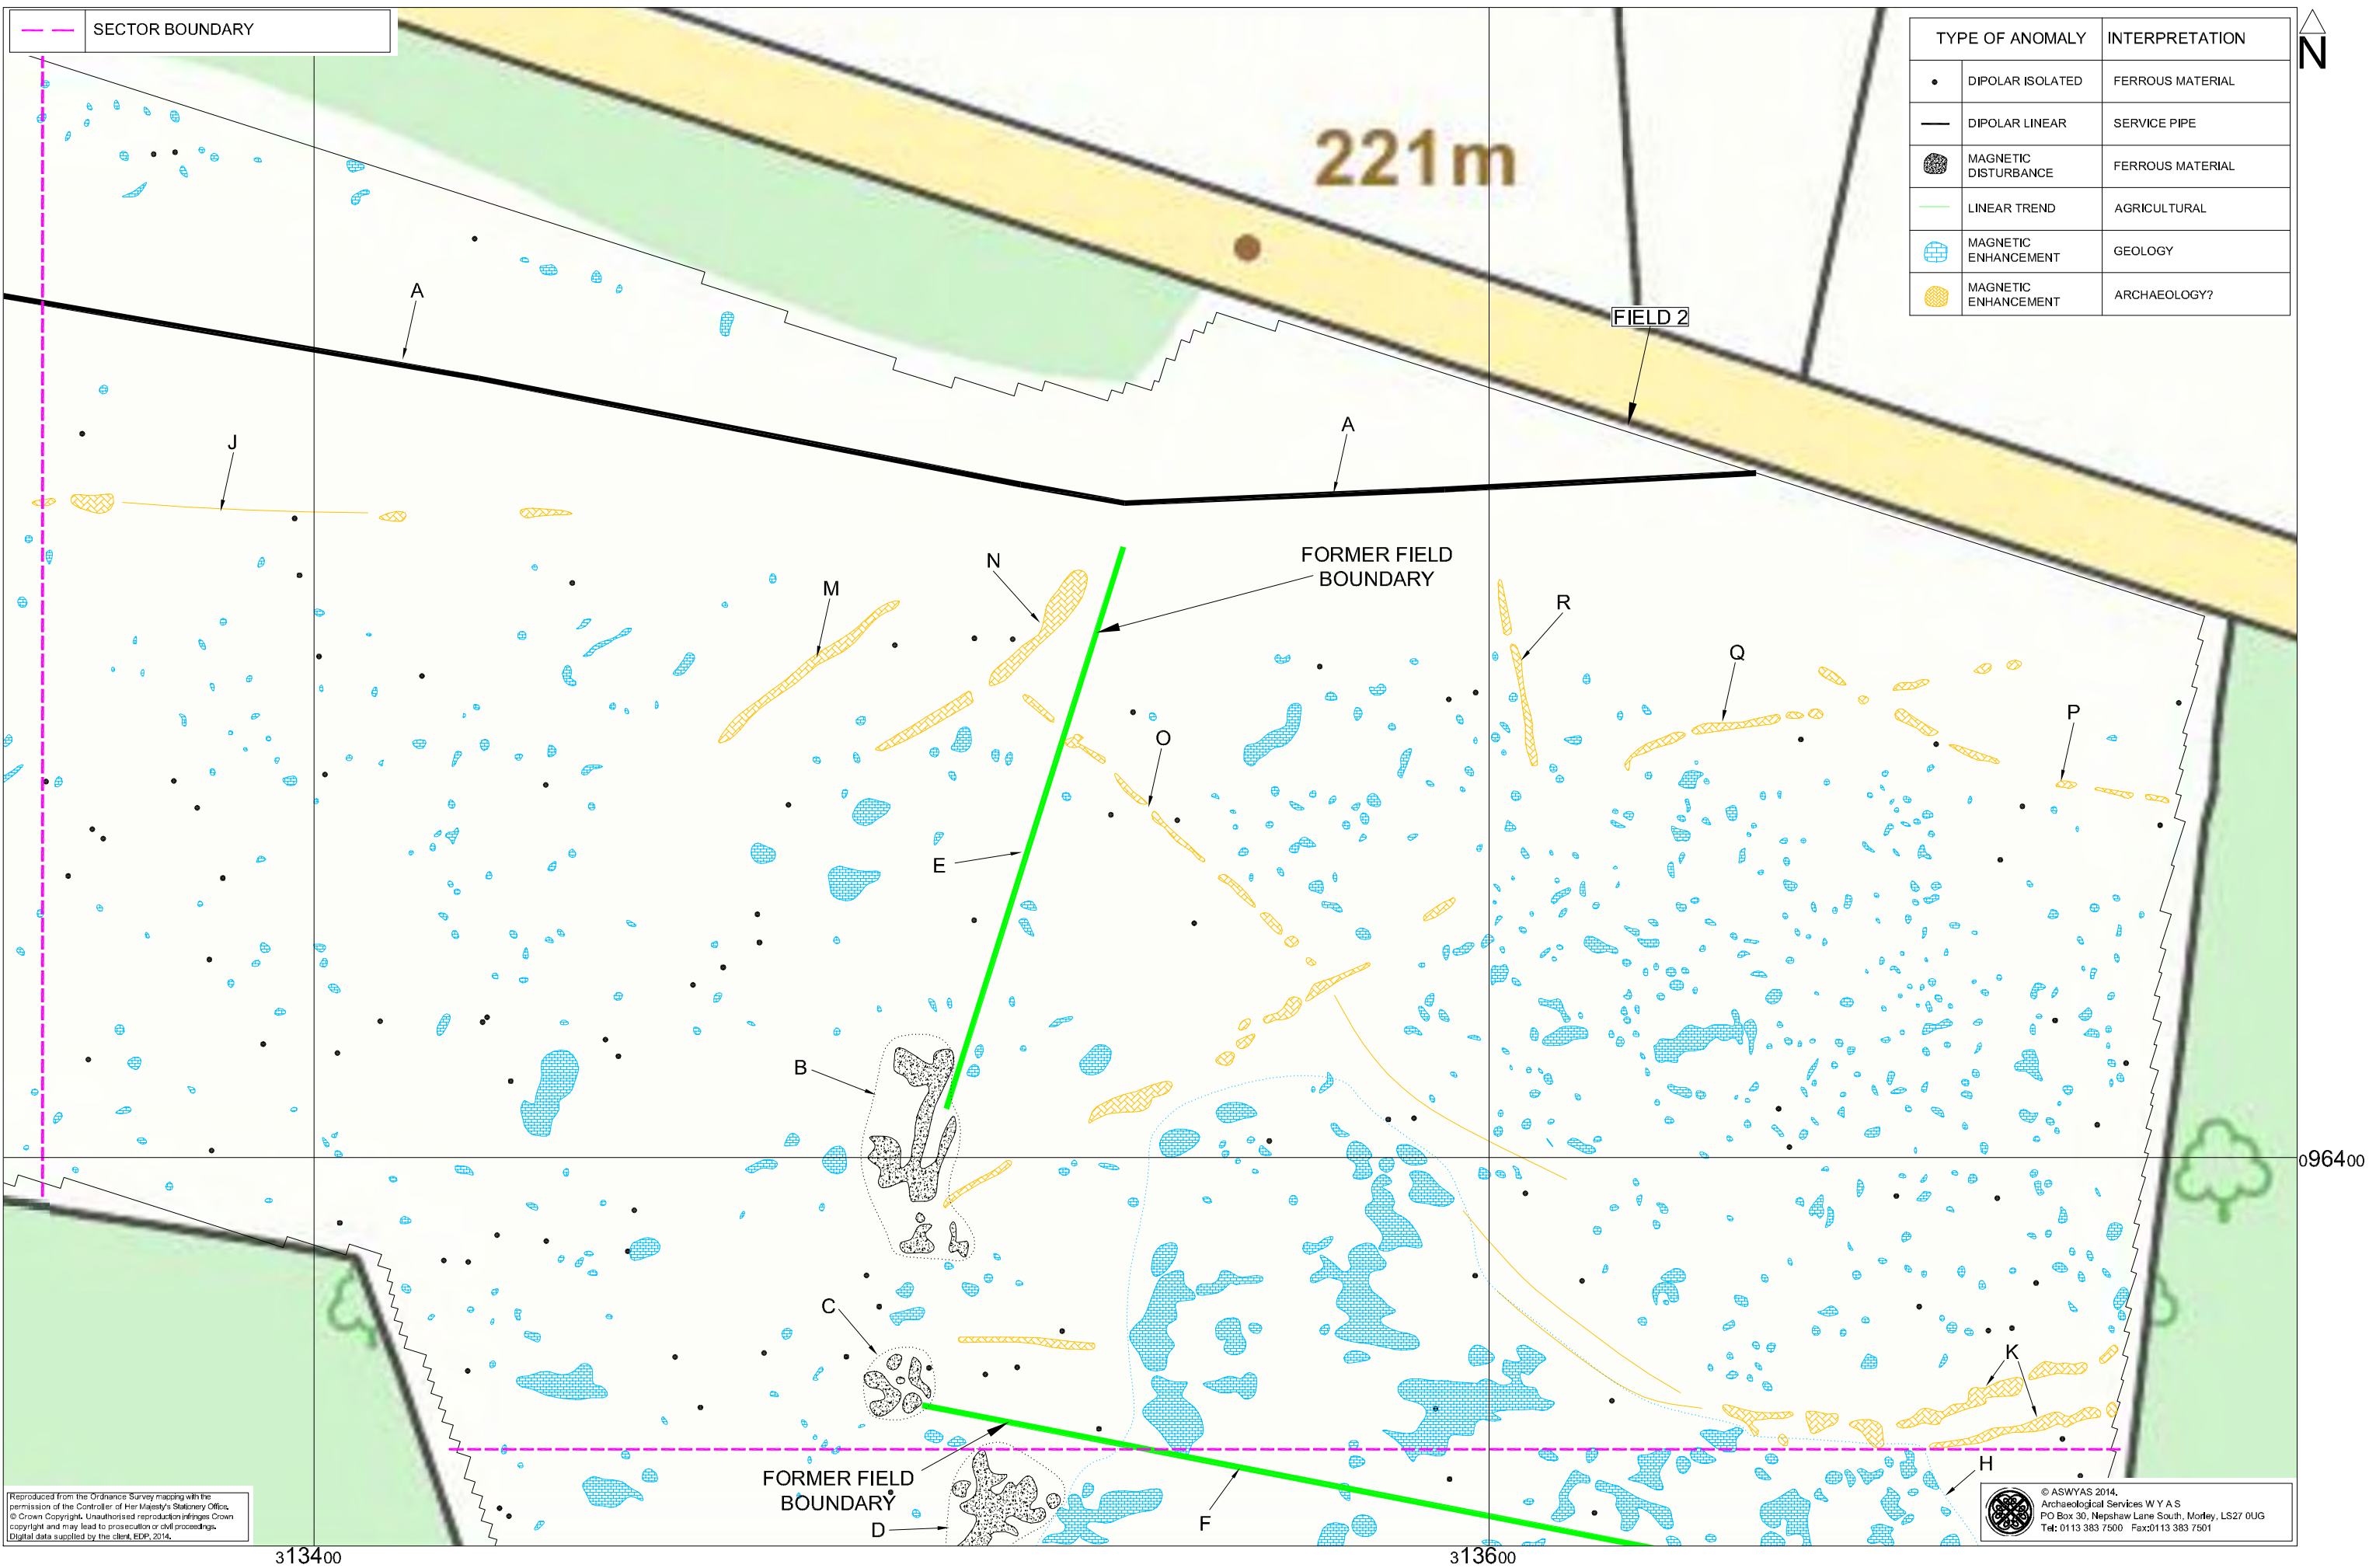 SECTOR BOUNDARY
N
TYPE OF ANOMALY INTERPRETATION
DIPOLAR ISOLATED FERROUS MATERIAL
DIPOLAR LINEAR SERVICE PIPE
MAGNETIC
DISTURBANCE
FERROUS MATERIAL
LINEAR TREND AGRICULTURAL
MAGNETIC
ENHANCEMENT
GEOLOGY
MAGNETIC
ENHANCEMENT
ARCHAEOLOGY?
221m
A
FIELD 2
A
J
N
FORMER FIELD
BOUNDARY
M
R
Q
P
O
E
B
096400
C
K
FORMER FIELD
BOUNDARY
H
D
F
Reproduced from the Ordnance Survey mapping with the
permission of the Controller of Her Majesty's Stationery Office.
© Crown Copyright. Unauthorised reproduction infringes Crown
copyright and may lead to prosecution or civil proceedings.
Digital data supplied by the client, EDP, 2014.
© ASWYAS 2014.
Archaeological Services W Y A S
PO Box 30, Nepshaw Lane South, Morley, LS27 0UG
Tel: 0113 383 7500 Fax:0113 383 7501
313400
313600